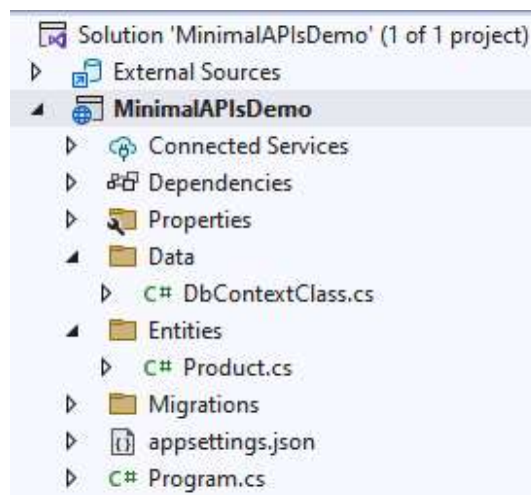 Solution 'MinimalAPIsDemo' (1 of 1 project)
External Sources
MinimalAPIsDemo
Connected Services
Dependencies
Properties
Data
C# DbContextClass.cs
Entities
C# Product.cs
Migrations
appsettings.json
C# Program.cs